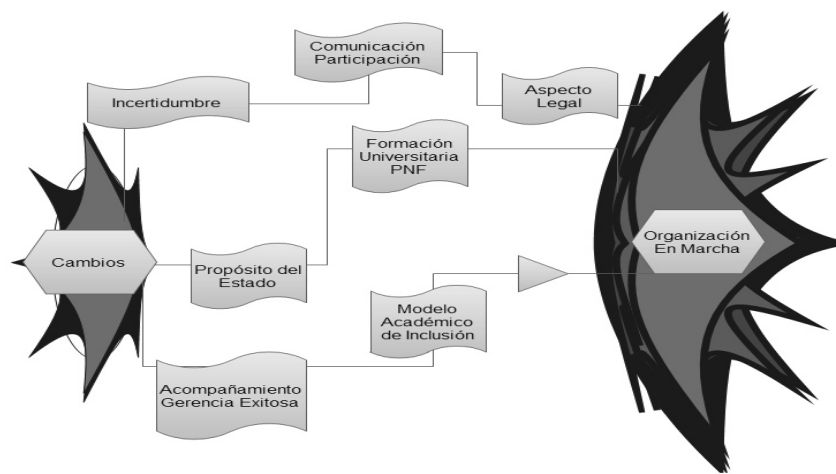 Comunicación
Participación
Incertidumbre
Aspecto
Legal
Formación
Universitaria
PNF
Cambios
Propósito del
Estado
Organización
En Marcha
Modelo
Académico
de Inclusión
Acompañamiento
Gerencia Exitosa